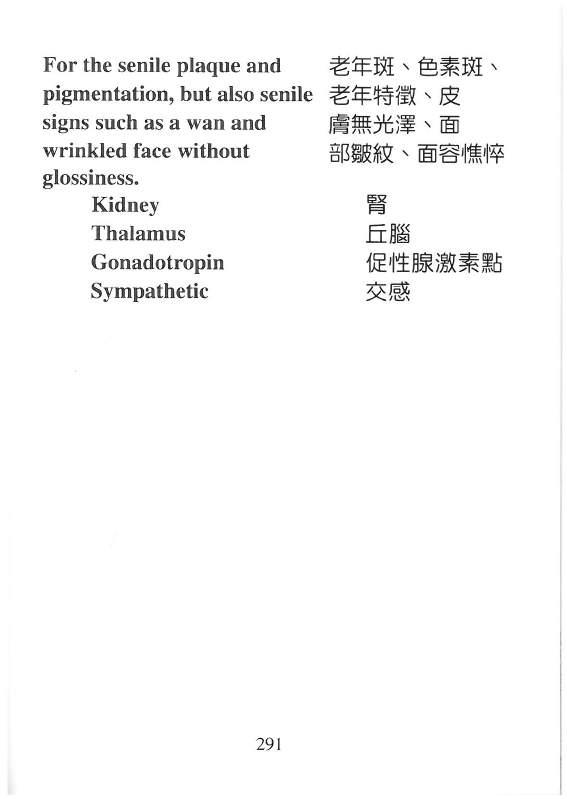 For the senile plaque and 老年斑、色素斑、
pigmentation, but also senile 老年特徵、皮
signs such as a wan and 膚無光澤、面
wrinkled face without 部皺紋、面容憔悴
glossiness.
Kidney 腎
Thalamus 丘腦
Gonadotropin 促性腺激素點
Sympathetic 交感
291